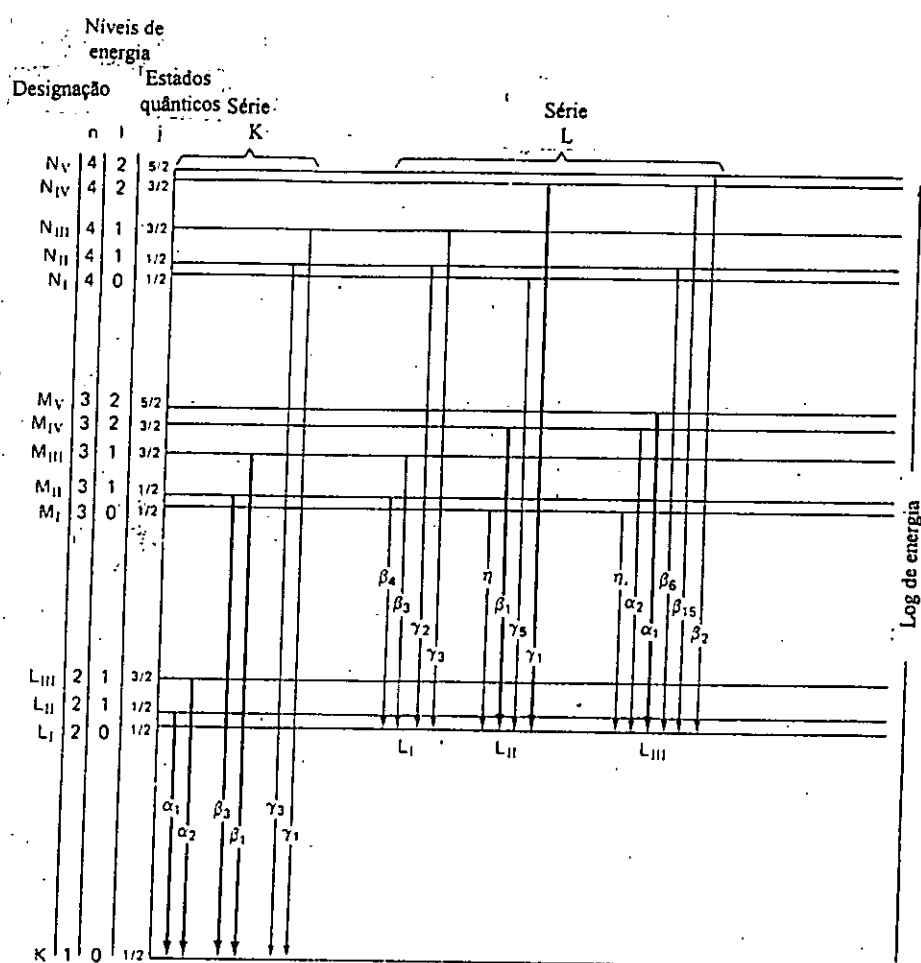 Níveis de
energia
Designação
Estados
quânticos
Série
K
Série
L
n l j
N_V 4 2 5/2
N_IV 4 2 3/2
N_III 4 1 3/2
N_II 4 1 1/2
N_I 4 0 1/2
M_V 3 2 5/2
M_IV 3 2 3/2
M_III 3 1 3/2
M_II 3 1 1/2
M_I 3 0 1/2
β4 β3 γ2 γ3 η β1 γ5 γ1 η α2 α1 β6 β15 β2
Log de energia
L_III 2 1 3/2
L_II 2 1 1/2
L_I 2 0 1/2
L_I L_II L_III
α1 α2 β3 β1 γ3 γ1
K 1 0 1/2